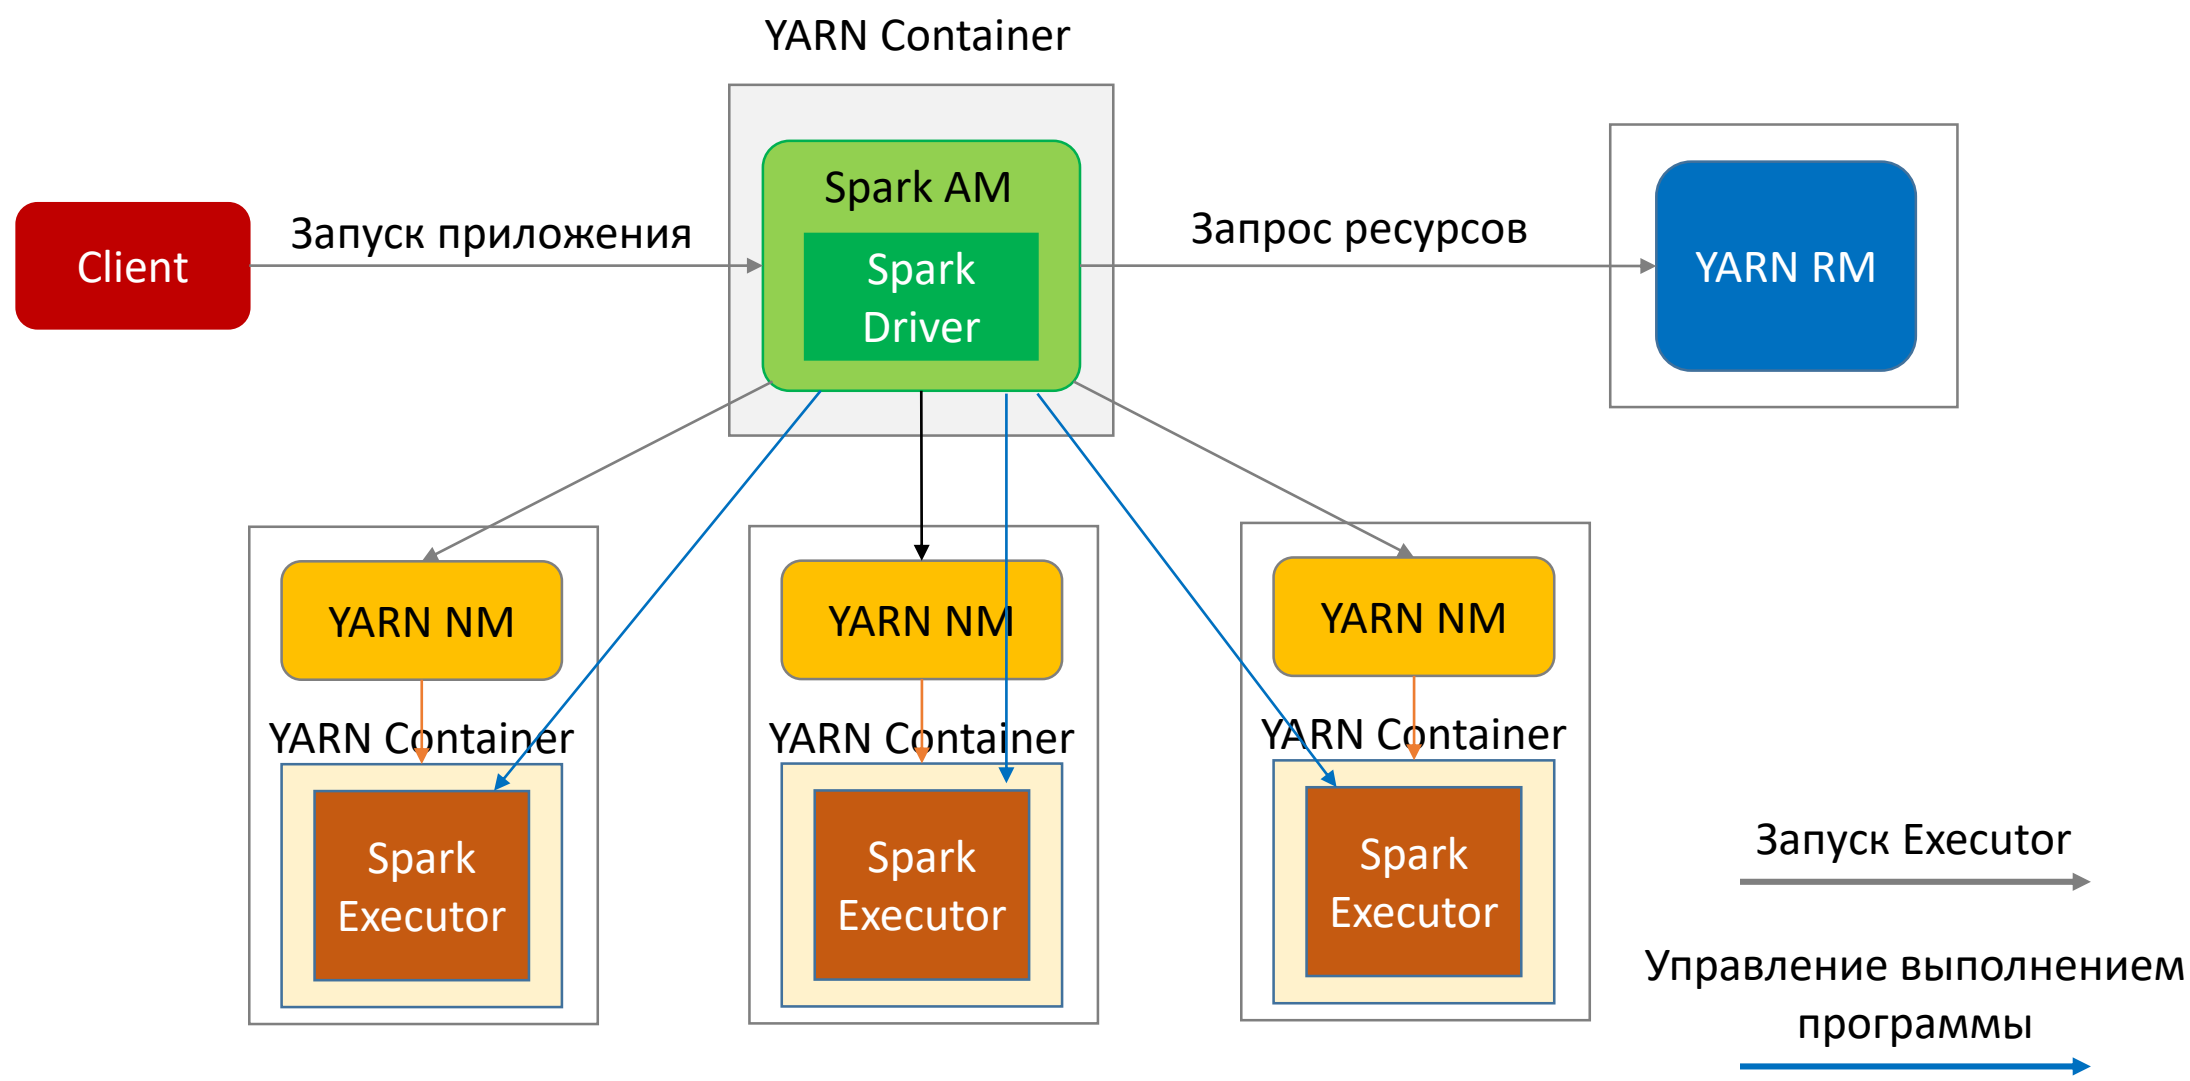 YARN Container
Spark AM
Spark
Driver
Client
Запуск приложения
Запрос ресурсов
YARN RM
YARN NM
YARN NM
YARN NM
YARN Container
YARN Container
YARN Container
Spark
Executor
Spark
Executor
Spark
Executor
Запуск Executor
Управление выполнением
программы